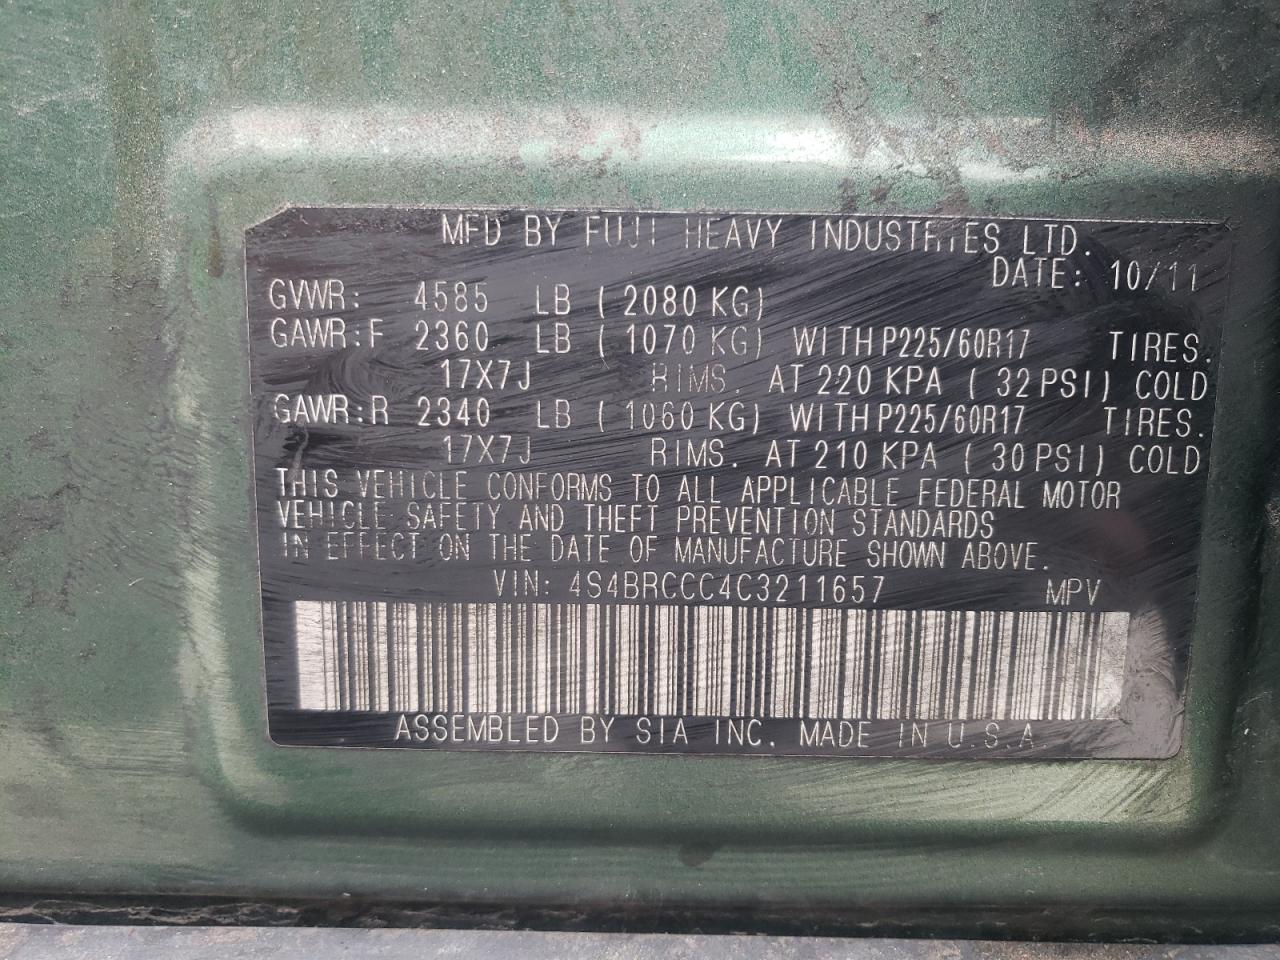 MFD BY FUJI HEAVY INDUSTRIES LTD.
DATE: 10/11
GVWR: 4585 LB ( 2080 KG)
GAWR:F 2360 LB ( 1070 KG) WITH P225/60R17 TIRES.
17X7J RIMS. AT 220 KPA ( 32 PSI) COLD
GAWR:R 2340 LB ( 1060 KG) WITH P225/60R17 TIRES.
17X7J RIMS. AT 210 KPA ( 30 PSI) COLD
THIS VEHICLE CONFORMS TO ALL APPLICABLE FEDERAL MOTOR
VEHICLE SAFETY AND THEFT PREVENTION STANDARDS
IN EFFECT ON THE DATE OF MANUFACTURE SHOWN ABOVE.
VIN: 4S4BRCCC4C3211657 MPV
ASSEMBLED BY SIA INC. MADE IN U.S.A.